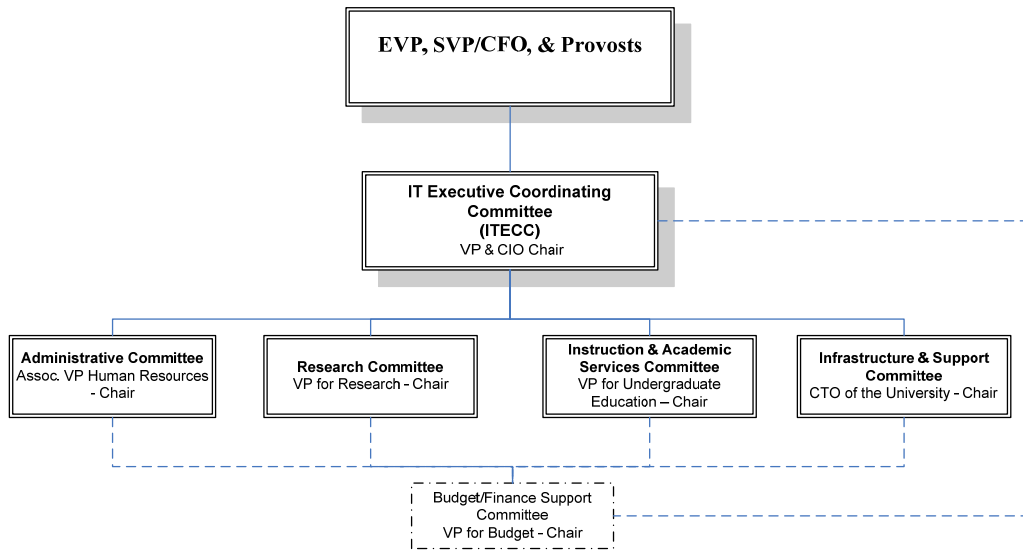 EVP, SVP/CFO, & Provosts
IT Executive Coordinating
Committee
(ITECC)
VP & CIO Chair
Administrative Committee
Assoc. VP Human Resources
- Chair
Research Committee
VP for Research - Chair
Instruction & Academic
Services Committee
VP for Undergraduate
Education – Chair
Infrastructure & Support
Committee
CTO of the University - Chair
Budget/Finance Support
Committee
VP for Budget - Chair